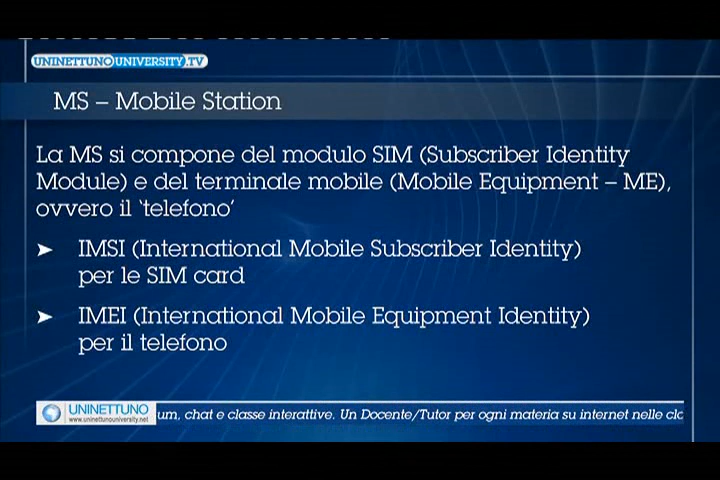 UNINETTUNOUNIVERSITY.TV
MS – Mobile Station
La MS si compone del modulo SIM (Subscriber Identity
Module) e del terminale mobile (Mobile Equipment – ME),
ovvero il ‘telefono’
➤ IMSI (International Mobile Subscriber Identity)
per le SIM card
➤ IMEI (International Mobile Equipment Identity)
per il telefono
UNINETTUNO
www.uninettunouniversity.net
um, chat e classe interattive. Un Docente/Tutor per ogni materia su internet nelle cla